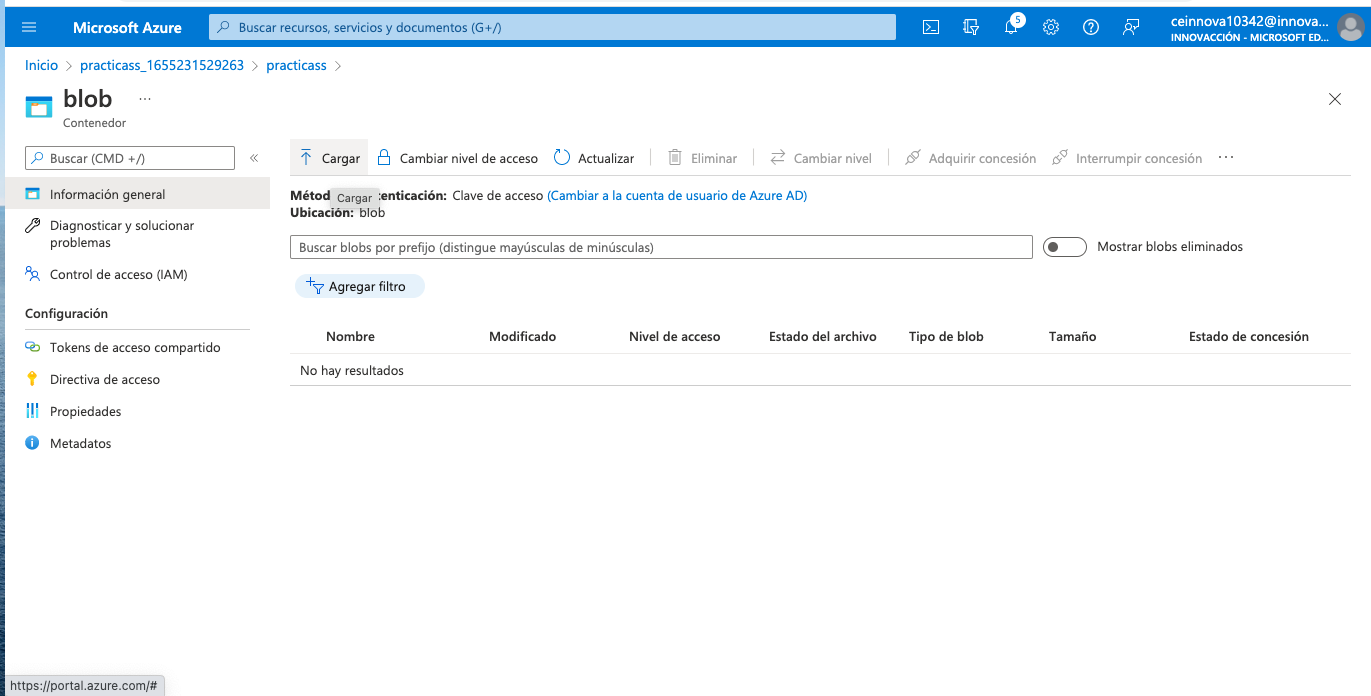 Microsoft Azure
Buscar recursos, servicios y documentos (G+/)
5
ceinnova10342@innova...
INNOVACCIÓN - MICROSOFT ED...
Inicio > practicass_1655231529263 > practicass >
blob ...
Contenedor
Buscar (CMD +/) «
Información general
Diagnosticar y solucionar
problemas
Control de acceso (IAM)
Configuración
Tokens de acceso compartido
Directiva de acceso
Propiedades
Metadatos
Cargar Cambiar nivel de acceso Actualizar Eliminar Cambiar nivel Adquirir concesión Interrumpir concesión ...
Métod Cargar enticación: Clave de acceso (Cambiar a la cuenta de usuario de Azure AD)
Ubicación: blob
Buscar blobs por prefijo (distingue mayúsculas de minúsculas) Mostrar blobs eliminados
Agregar filtro
Nombre Modificado Nivel de acceso Estado del archivo Tipo de blob Tamaño Estado de concesión
No hay resultados
https://portal.azure.com/#